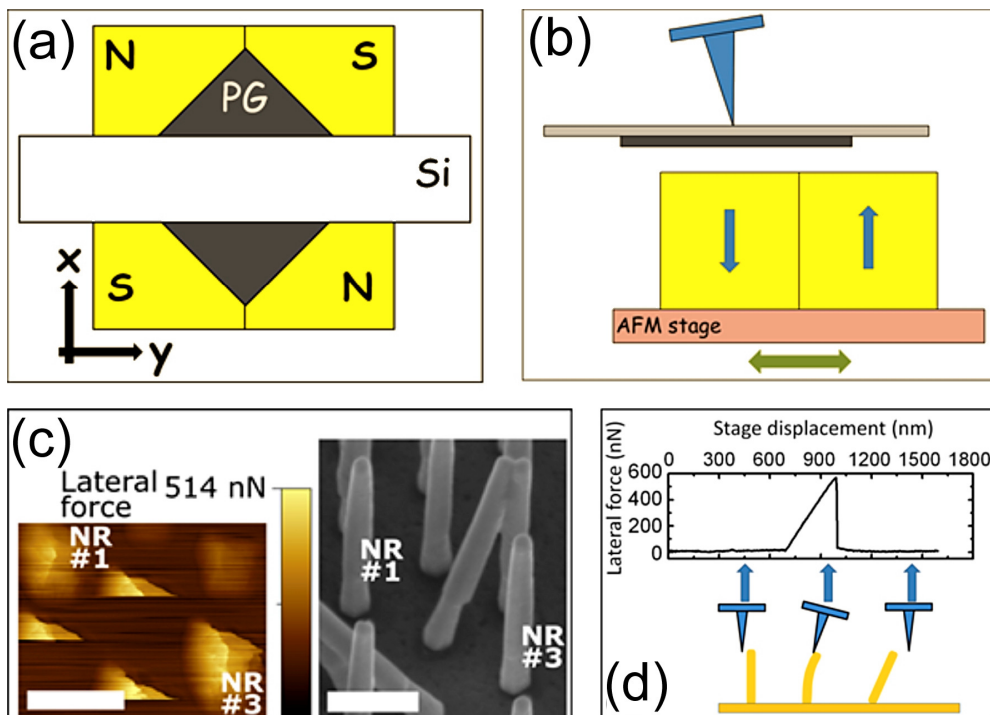 (a)
N
S
PG
Si
x
S
N
y
(b)
AFM stage
(c)
Lateral
force
514 nN
NR
#1
NR
#3
NR
#1
NR
#3
Stage displacement (nm)
0 300 600 900 1200 1500 1800
Lateral force (nN)
600
400
200
0
(d)